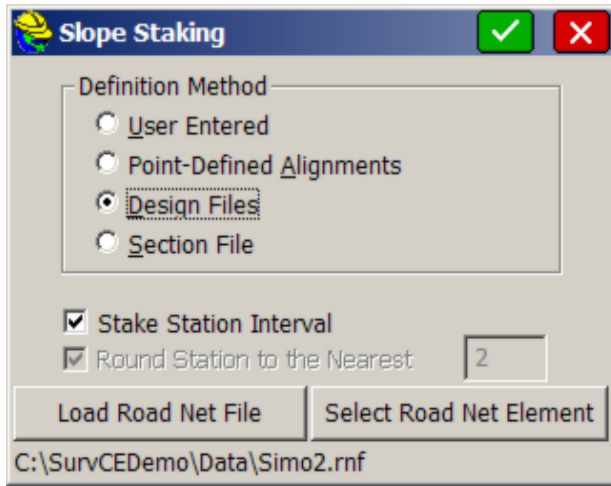 Slope Staking
Definition Method
User Entered
Point-Defined Alignments
Design Files
Section File
Stake Station Interval
Round Station to the Nearest 2
Load Road Net File Select Road Net Element
C:\SurvCEDemo\Data\Simo2.rnf